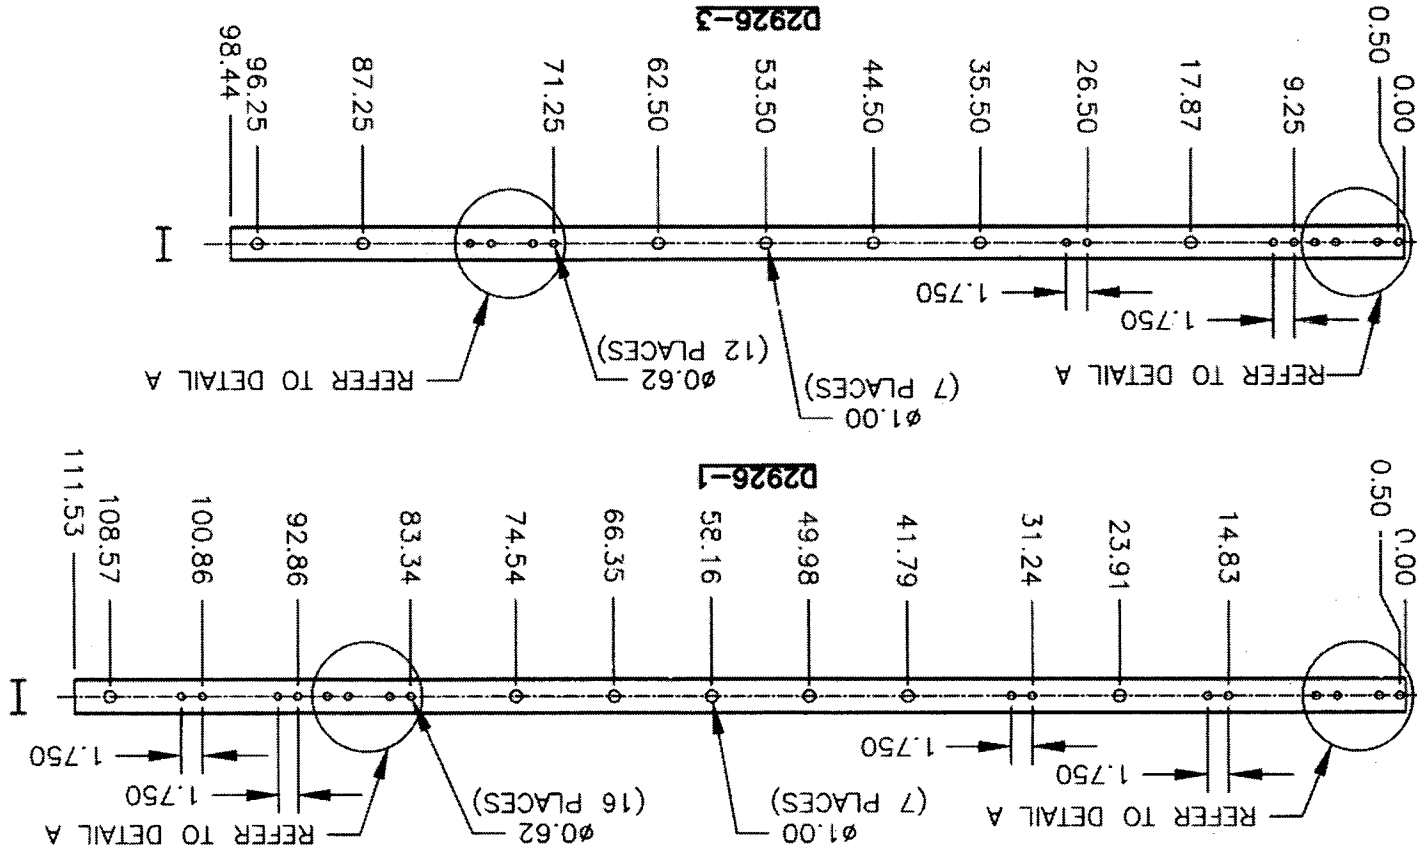 REFER TO DETAIL A
ø1.00
(7 PLACES)
ø0.62
(16 PLACES)
REFER TO DETAIL A
1.750
1.750
1.750
1.750
0.00
0.50
14.83
23.91
31.24
41.79
49.98
58.16
66.35
74.54
83.34
92.86
100.86
108.57
111.53
D2926-1
ø1.00
(7 PLACES)
ø0.62
(12 PLACES)
REFER TO DETAIL A
REFER TO DETAIL A
1.750
1.750
0.00
0.50
9.25
17.87
26.50
35.50
44.50
53.50
62.50
71.25
87.25
96.25
98.44
D2926-3